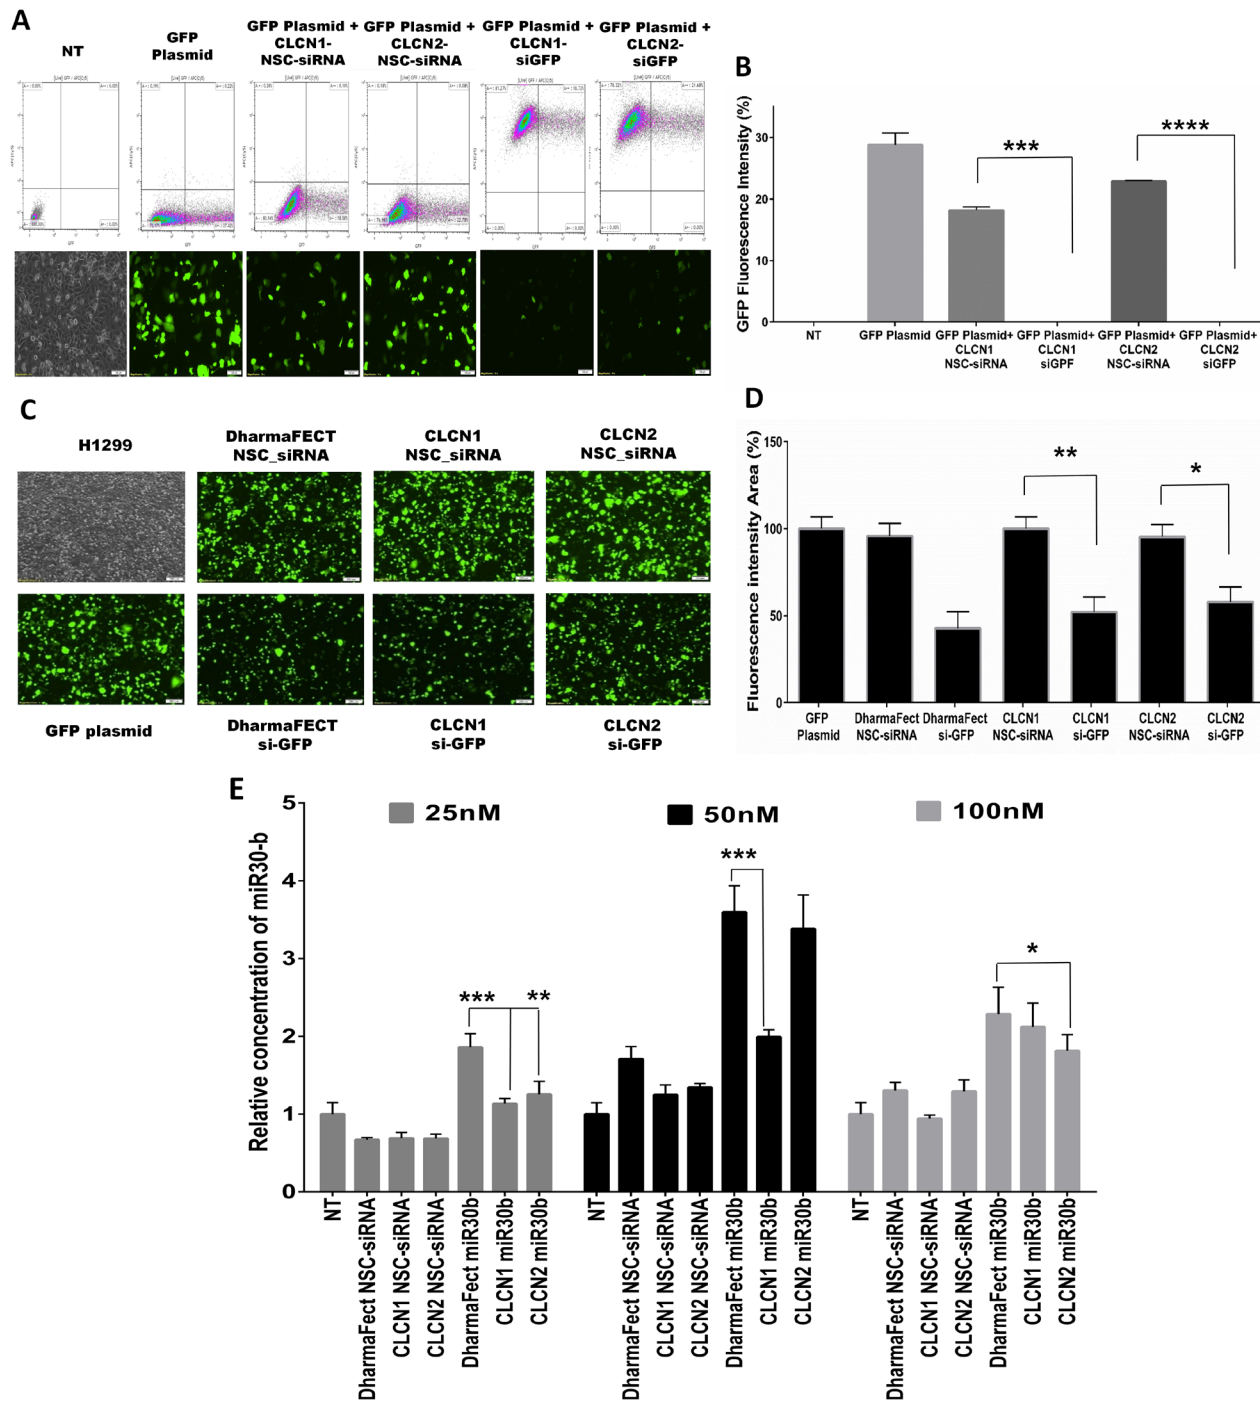 A
NT
GFP
Plasmid
GFP Plasmid +
CLCN1-
NSC-siRNA
GFP Plasmid +
CLCN2-
NSC-siRNA
GFP Plasmid +
CLCN1-
siGFP
GFP Plasmid +
CLCN2-
siGFP
GFP
GFP
GFP
GFP
B
GFP Fluorescence Intensity (%)
30
20
10
0
***
****
NT
GFP Plasmid
GFP Plasmid+
CLCN1
NSC-siRNA
GFP Plasmid+
CLCN1
siGPF
GFP Plasmid+
CLCN2
NSC-siRNA
GFP Plasmid+
CLCN2
siGFP
C
H1299
DharmaFECT
NSC_siRNA
CLCN1
NSC_siRNA
CLCN2
NSC_siRNA
GFP plasmid
DharmaFECT
si-GFP
CLCN1
si-GFP
CLCN2
si-GFP
D
Fluorescence intensity Area (%)
150
100
50
0
**
*
GFP
Plasmid
DharmaFect
NSC-siRNA
DharmaFect
si-GFP
CLCN1
NSC-siRNA
CLCN1
si-GFP
CLCN2
NSC-siRNA
CLCN2
si-GFP
E
Relative concentration of miR30-b
5
4
3
2
1
0
25nM
50nM
100nM
***
**
***
*
NT
DharmaFect NSC-siRNA
CLCN1 NSC-siRNA
CLCN2 NSC-siRNA
DharmaFect miR30b
CLCN1 miR30b
CLCN2 miR30b
NT
DharmaFect NSC-siRNA
CLCN1 NSC-siRNA
CLCN2 NSC-siRNA
DharmaFect miR30b
CLCN1 miR30b
CLCN2 miR30b
NT
DharmaFect NSC-siRNA
CLCN1 NSC-siRNA
CLCN2 NSC-siRNA
DharmaFect miR30b
CLCN1 miR30b
CLCN2 miR30b